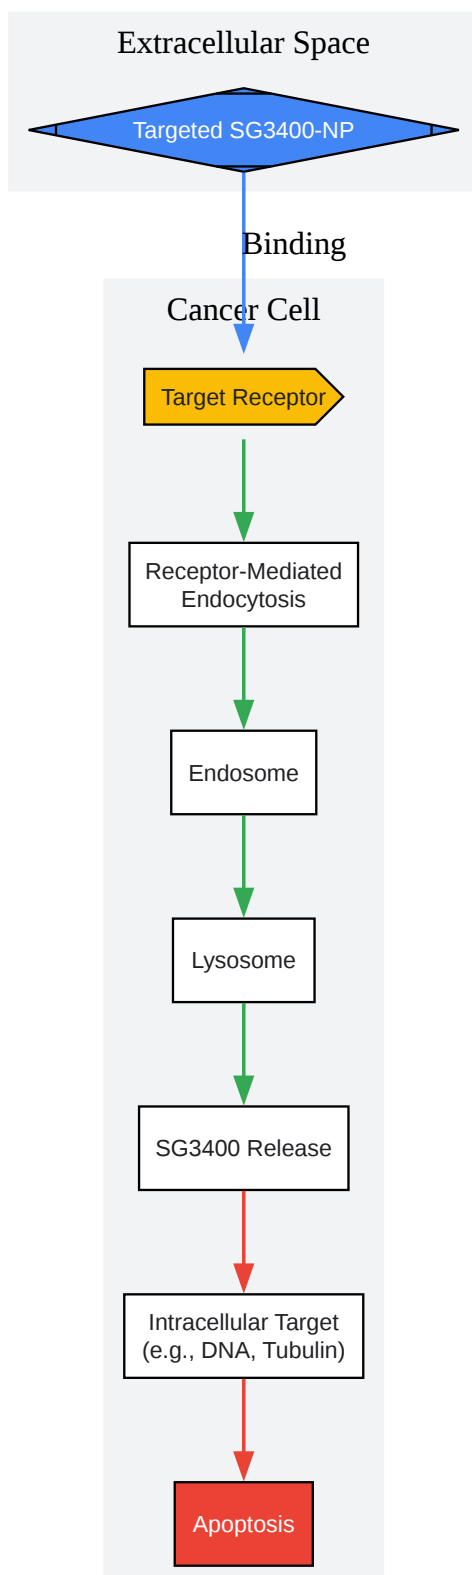 Extracellular Space
Targeted SG3400-NP
Binding
Cancer Cell
Target Receptor
Receptor-Mediated
Endocytosis
Endosome
Lysosome
SG3400 Release
Intracellular Target
(e.g., DNA, Tubulin)
Apoptosis